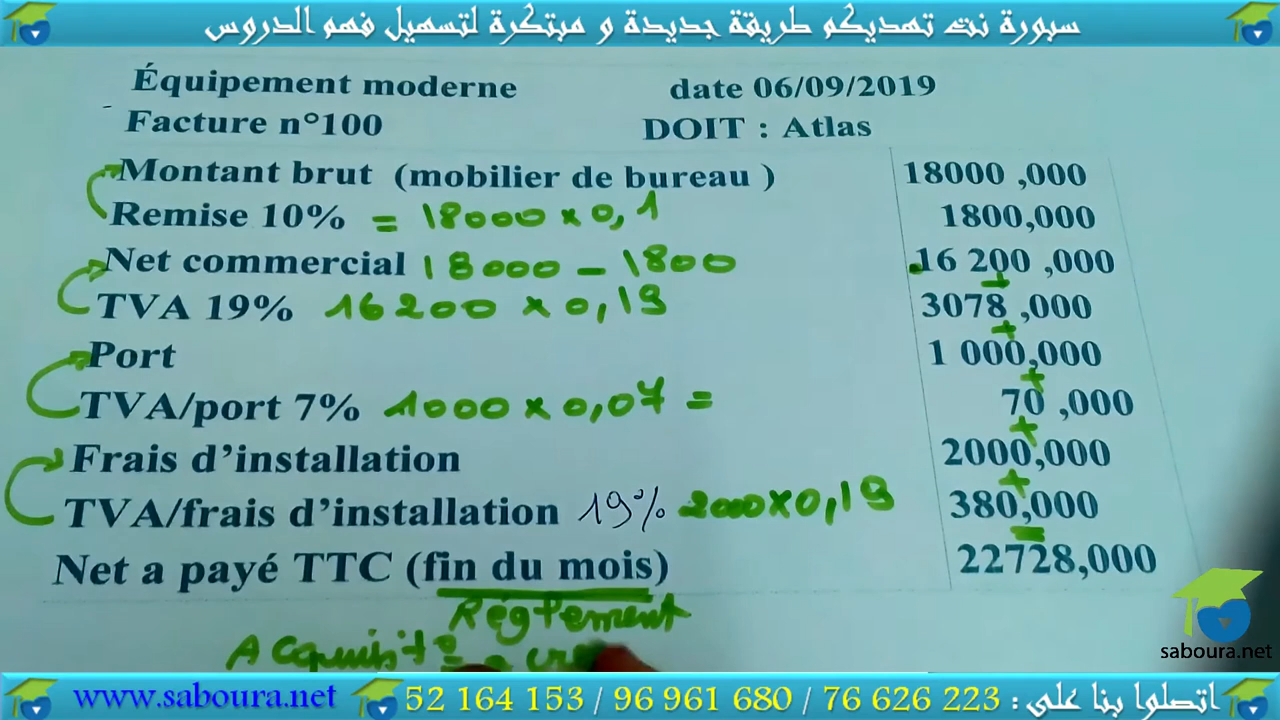 سبورة نت تهديكم طريقة جديدة و مبتكرة لتسهيل فهم الدروس
Équipement moderne date 06/09/2019
Facture n°100 DOIT : Atlas
Montant brut (mobilier de bureau ) 18000 ,000
Remise 10% = 18000 x 0,1 1800,000
Net commercial 18000 - 1800 16 200 ,000
+
TVA 19% 16200 x 0,19 3078 ,000
+
Port 1 000,000
+
TVA/port 7% 1000 x 0,07 = 70 ,000
+
Frais d'installation 2000,000
+
TVA/frais d'installation 19% 2000x0,19 380,000
=
Net a payé TTC (fin du mois) 22728,000
Règlement
Acquisit° =
saboura.net
www.saboura.net 52 164 153 / 96 961 680 / 76 626 223 : اتصلوا بنا على